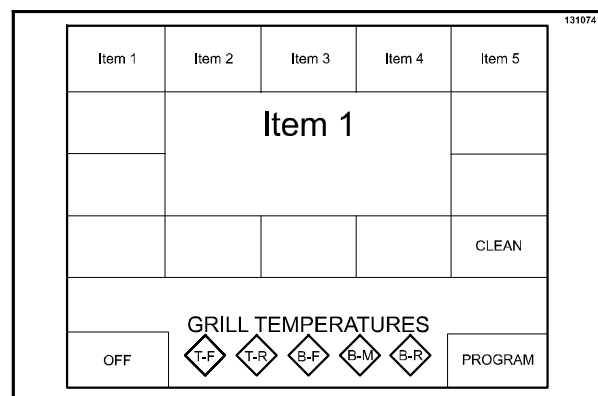 131074
Item 1 Item 2 Item 3 Item 4 Item 5
Item 1
CLEAN
GRILL TEMPERATURES
OFF T-F T-R B-F B-M B-R PROGRAM